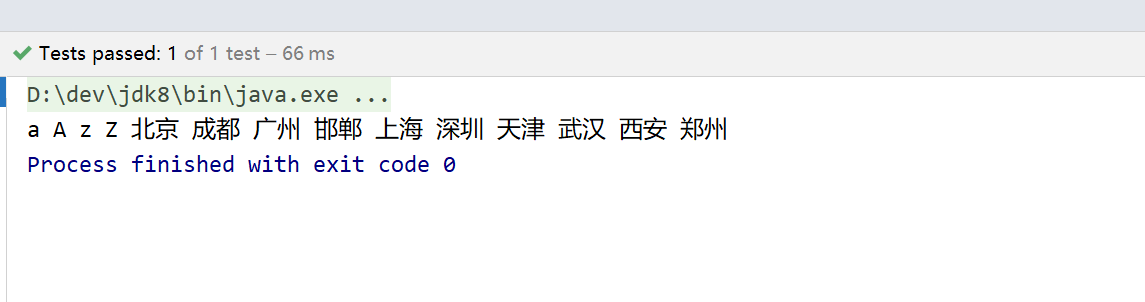 Tests passed: 1 of 1 test – 66 ms
D:\dev\jdk8\bin\java.exe ...
a A z Z 北京 成都 广州 邯郸 上海 深圳 天津 武汉 西安 郑州
Process finished with exit code 0